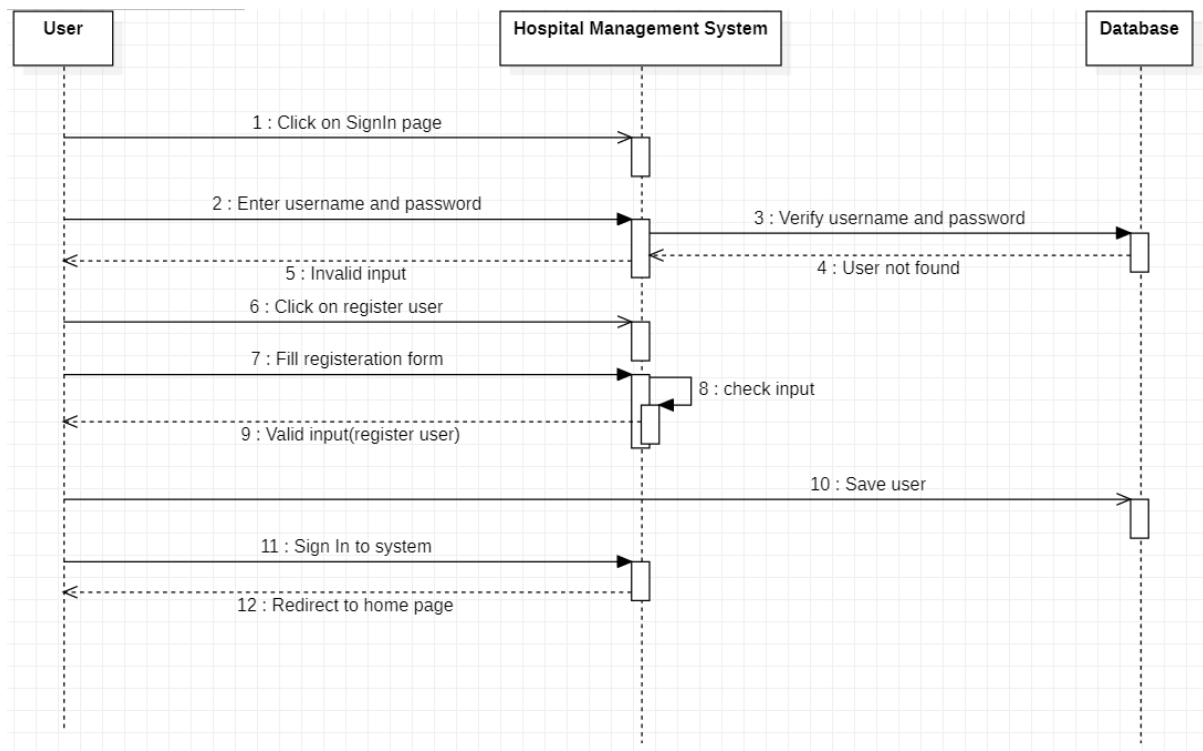 User
Hospital Management System
Database
1 : Click on SignIn page
2 : Enter username and password
3 : Verify username and password
4 : User not found
5 : Invalid input
6 : Click on register user
7 : Fill registeration form
8 : check input
9 : Valid input(register user)
10 : Save user
11 : Sign In to system
12 : Redirect to home page